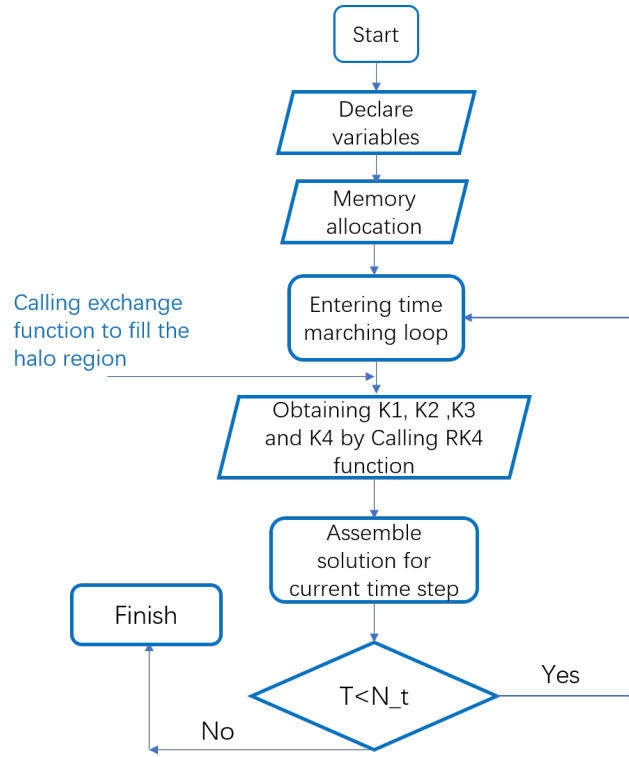 Start
Declare
variables
Memory
allocation
Calling exchange
function to fill the
halo region
Entering time
marching loop
Obtaining K1, K2 ,K3
and K4 by Calling RK4
function
Assemble
solution for
current time step
Finish
T<N_t
Yes
No